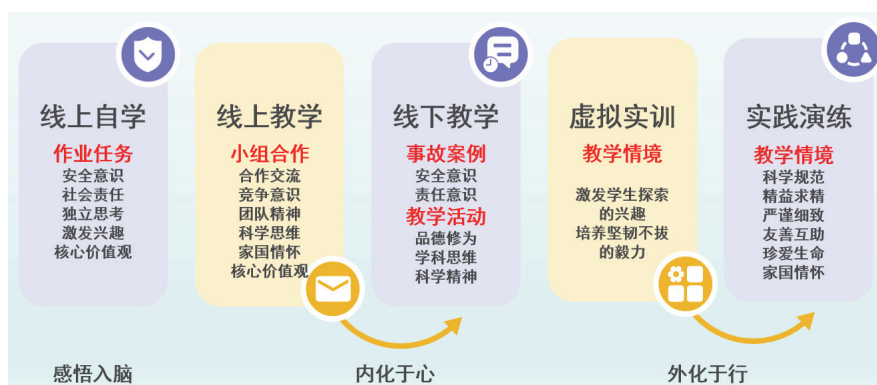 线上自学
作业任务
安全意识
社会责任
独立思考
激发兴趣
核心价值观
线上教学
小组合作
合作交流
竞争意识
团队精神
科学思维
家国情怀
核心价值观
线下教学
事故案例
安全意识
责任意识
教学活动
品德修为
学科思维
科学精神
虚拟实训
教学情境
激发学生探索
的兴趣
培养坚韧不拔
的毅力
实践演练
教学情境
科学规范
精益求精
严谨细致
友善互助
珍爱生命
家国情怀
感悟入脑
内化于心
外化于行